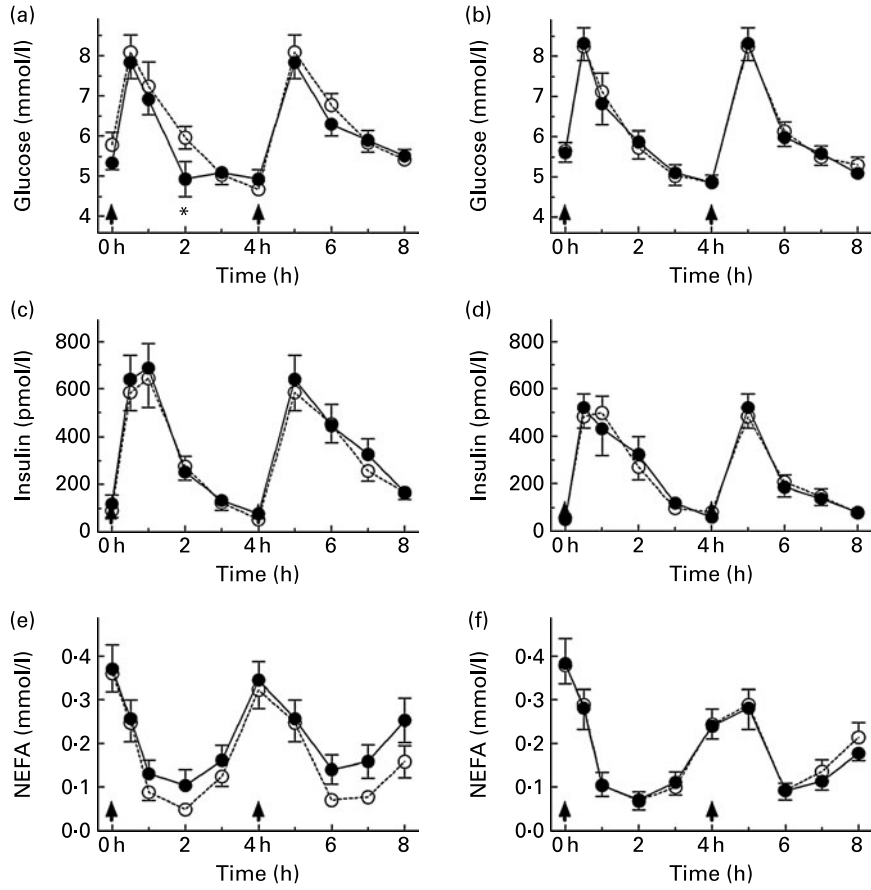 (a)
Glucose (mmol/l)
8
7
6
5
4
*
0 h 2 4 h 6 8
Time (h)
(b)
Glucose (mmol/l)
8
7
6
5
4
0 h 2 4 h 6 8
Time (h)
(c)
Insulin (pmol/l)
800
600
400
200
0
0 h 2 4 h 6 8
Time (h)
(d)
Insulin (pmol/l)
800
600
400
200
0
0 h 2 4 h 6 8
Time (h)
(e)
NEFA (mmol/l)
0·4
0·3
0·2
0·1
0·0
0 h 2 4 h 6 8
Time (h)
(f)
NEFA (mmol/l)
0·4
0·3
0·2
0·1
0·0
0 h 2 4 h 6 8
Time (h)